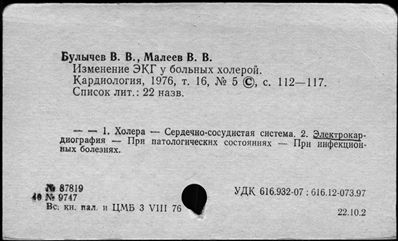 Булычев В. В., Малеев В. В.
Изменение ЭКГ у больных холерой.
Кардиология, 1976, т. 16, № 5 ©, с. 112—117.
Список лит.: 22 назв.
— — 1. Холера — Сердечно-сосудистая система. 2. Электрокар-
диография — При патологических состояниях — При инфекцион-
ных болезнях.
№ 87819
№ 9747
Вс. кн. пал. и ЦМБ 3 VIII 76
УДК 616.932-07 : 616.12-073.97
22.10.2